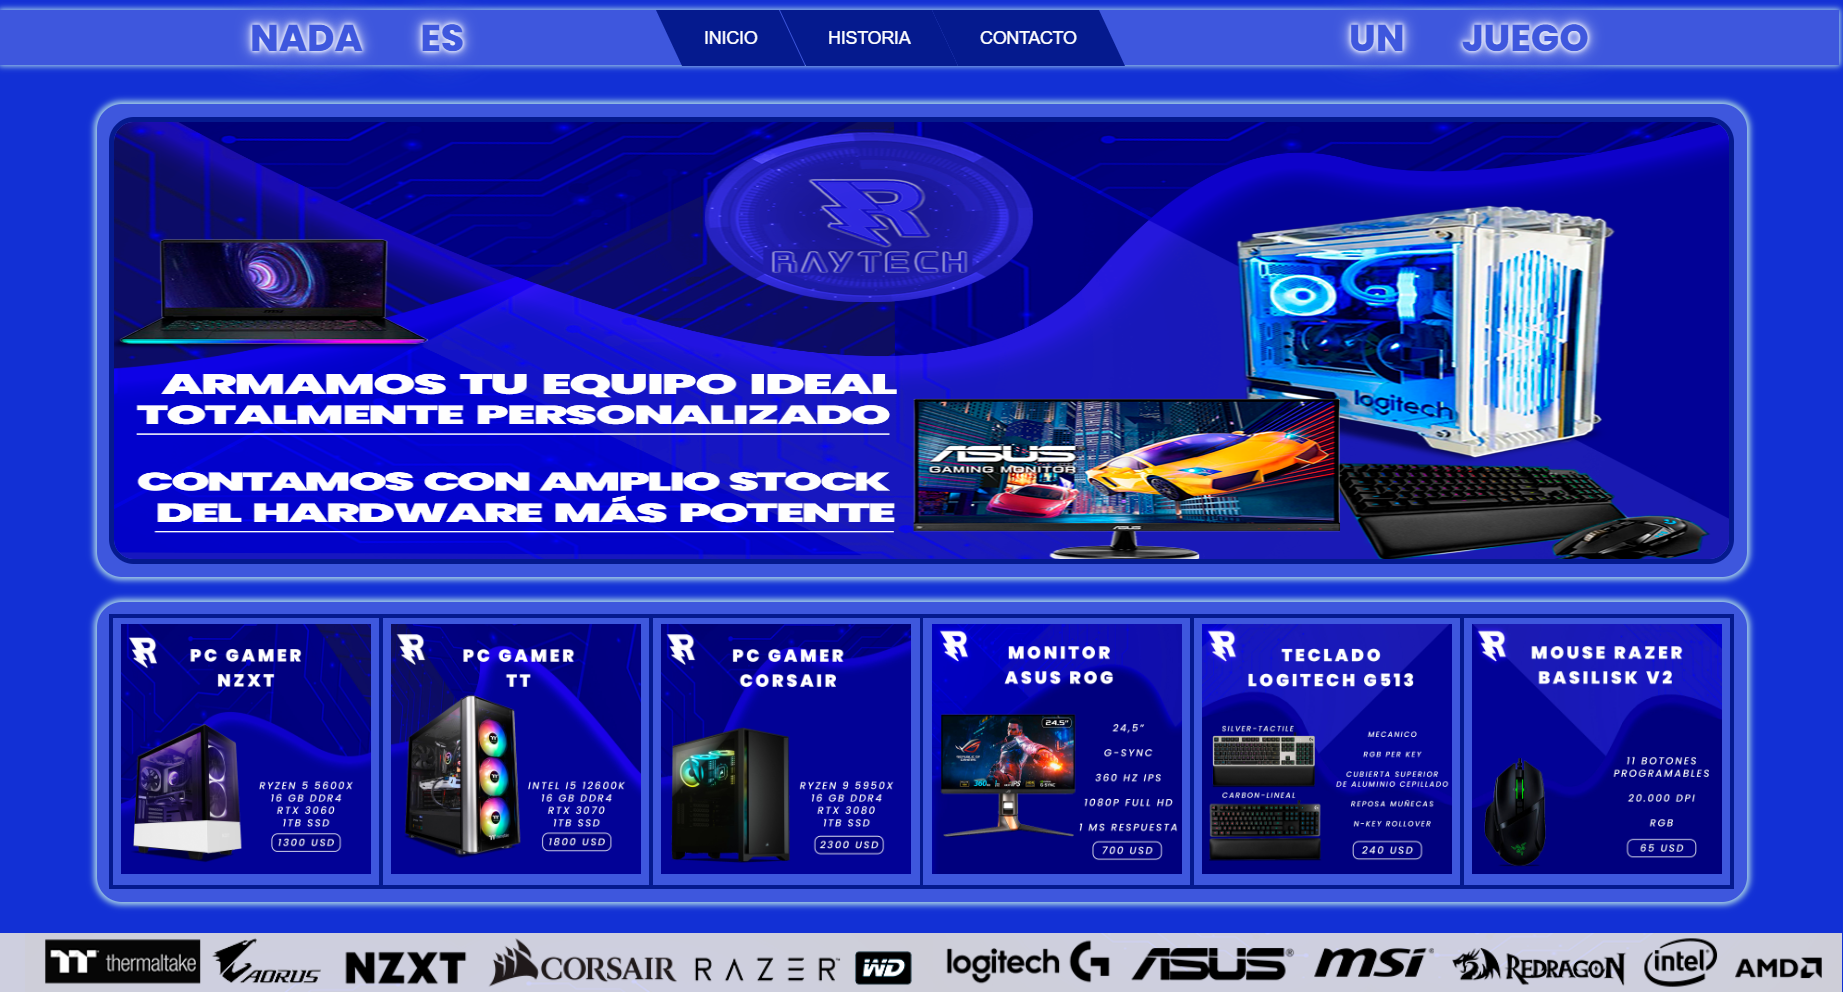 NADA ES
INICIO
HISTORIA
CONTACTO
UN JUEGO
RAYTECH
ARMAMOS TU EQUIPO IDEAL
TOTALMENTE PERSONALIZADO
CONTAMOS CON AMPLIO STOCK
DEL HARDWARE MÁS POTENTE
ASUS
GAMING MONITOR
ASUS
logitech
PC GAMER
NZXT
RYZEN 5 5600X
16 GB DDR4
RTX 3060
1TB SSD
1300 USD
PC GAMER
TT
INTEL I5 12600K
16 GB DDR4
RTX 3070
1TB SSD
1800 USD
PC GAMER
CORSAIR
RYZEN 9 5950X
16 GB DDR4
RTX 3080
1TB SSD
2300 USD
MONITOR
ASUS ROG
24.5"
24,5"
G-SYNC
360 HZ IPS
1080P FULL HD
1 MS RESPUESTA
700 USD
TECLADO
LOGITECH G513
SILVER-TACTILE
CARBON-LINEAL
MECANICO
RGB PER KEY
CUBIERTA SUPERIOR
DE ALUMINIO CEPILLADO
REPOSA MUÑECAS
N-KEY ROLLOVER
240 USD
MOUSE RAZER
BASILISK V2
11 BOTONES
PROGRAMABLES
20.000 DPI
RGB
65 USD
thermaltake
AORUS
NZXT
CORSAIR
RAZER™
WD
logitech G
ASUS®
msi
REDRAGON
intel
AMD